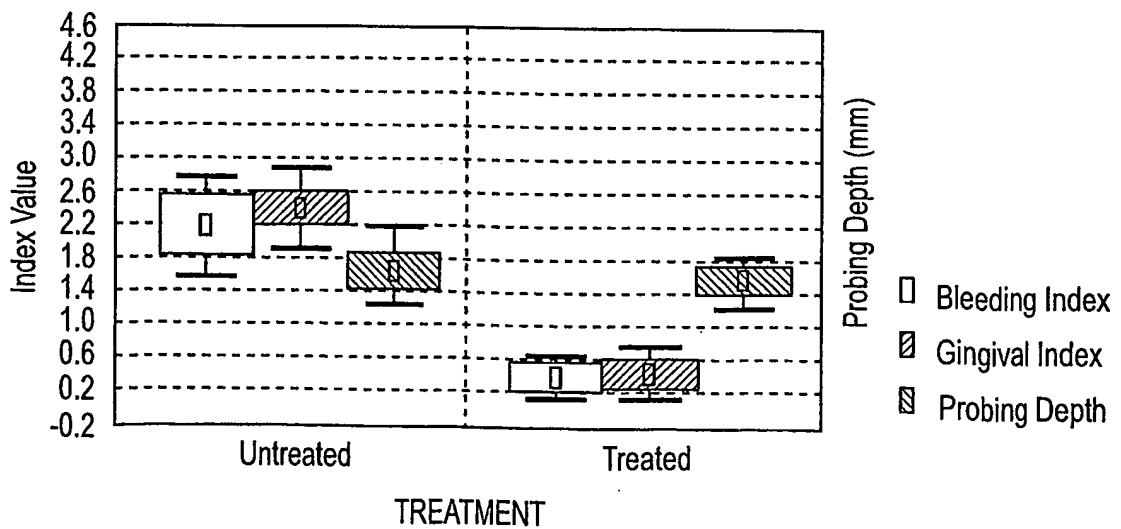 4.6
4.2
3.8
3.4
3.0
2.6
2.2
1.8
1.4
1.0
0.6
0.2
-0.2
Index Value
Probing Depth (mm)
Untreated
Treated
TREATMENT
Bleeding Index
Gingival Index
Probing Depth